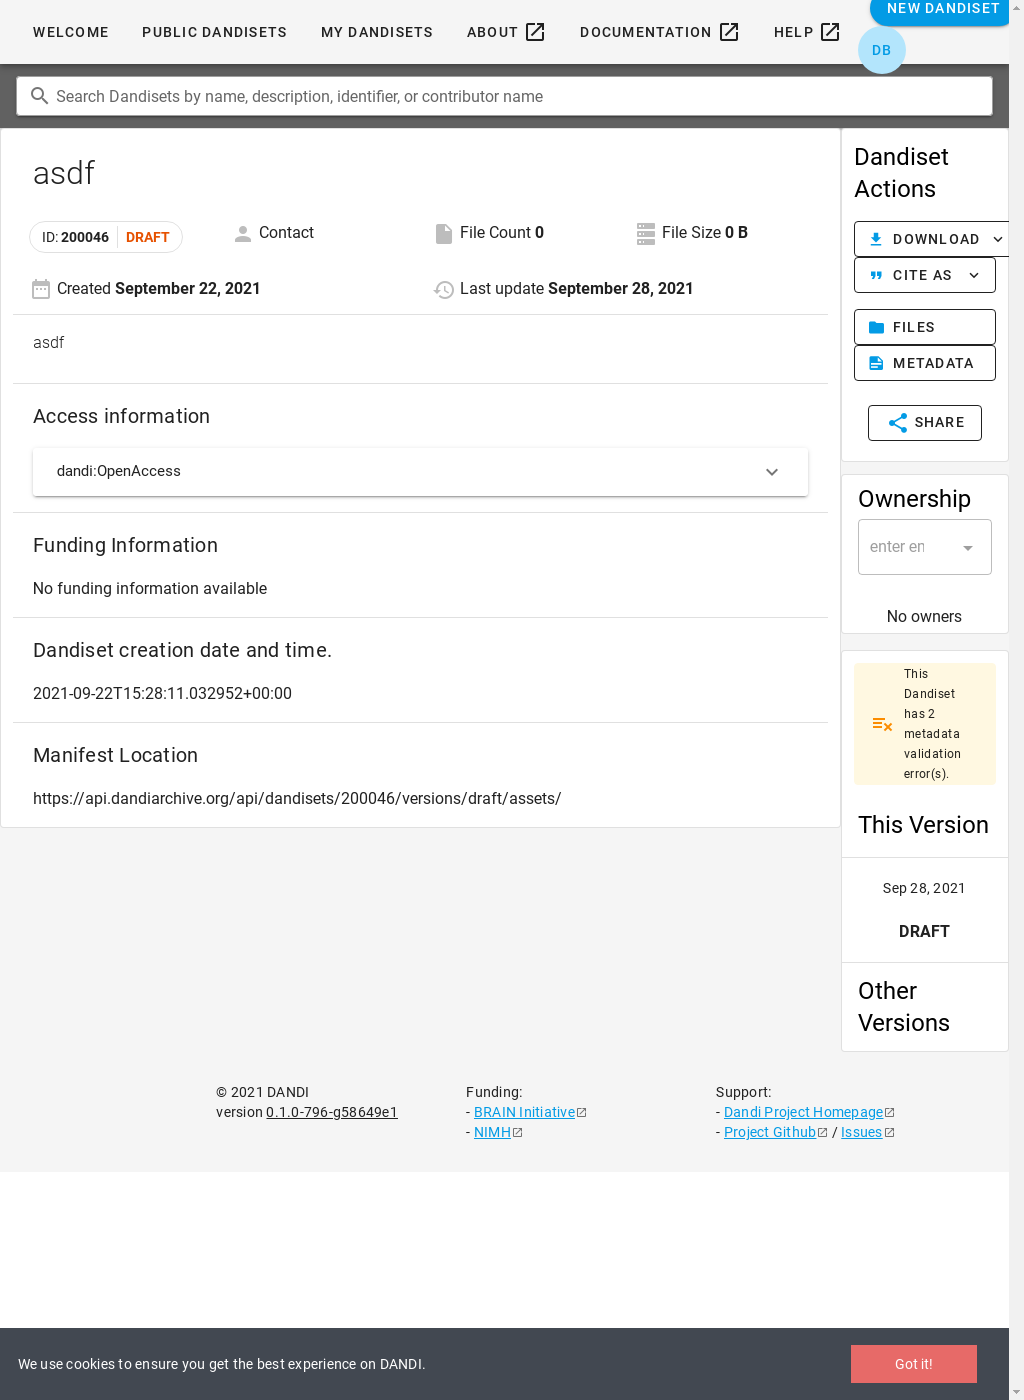 WELCOME PUBLIC DANDISETS MY DANDISETS ABOUT DOCUMENTATION HELP NEW DANDISET
DB
Search Dandisets by name, description, identifier, or contributor name
asdf
ID: 200046 DRAFT Contact File Count 0 File Size 0 B
Created September 22, 2021 Last update September 28, 2021
asdf
Access information
dandi:OpenAccess
Funding Information
No funding information available
Dandiset creation date and time.
2021-09-22T15:28:11.032952+00:00
Manifest Location
https://api.dandiarchive.org/api/dandisets/200046/versions/draft/assets/
Dandiset
Actions
DOWNLOAD
CITE AS
FILES
METADATA
SHARE
Ownership
enter en
No owners
This
Dandiset
has 2
metadata
validation
error(s).
This Version
Sep 28, 2021
DRAFT
Other
Versions
© 2021 DANDI
version 0.1.0-796-g58649e1
Funding:
- BRAIN Initiative
- NIMH
Support:
- Dandi Project Homepage
- Project Github / Issues
We use cookies to ensure you get the best experience on DANDI.
Got it!